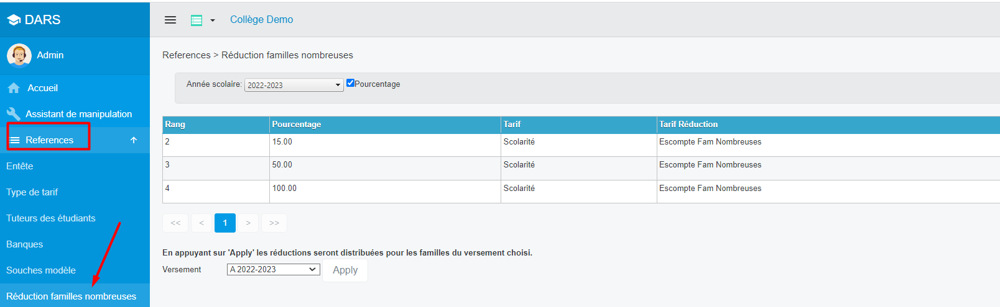 DARS
Collège Demo
Admin
Accueil
Assistant de manipulation
References
Entête
Type de tarif
Tuteurs des étudiants
Banques
Souches modèle
Réduction familles nombreuses
References > Réduction familles nombreuses
Année scolaire: 2022-2023 Pourcentage
Rang Pourcentage Tarif Tarif Réduction
2 15.00 Scolarité Escompte Fam Nombreuses
3 50.00 Scolarité Escompte Fam Nombreuses
4 100.00 Scolarité Escompte Fam Nombreuses
<< < 1 > >>
En appuyant sur 'Apply' les réductions seront distribuées pour les familles du versement choisi.
Versement A 2022-2023 Apply